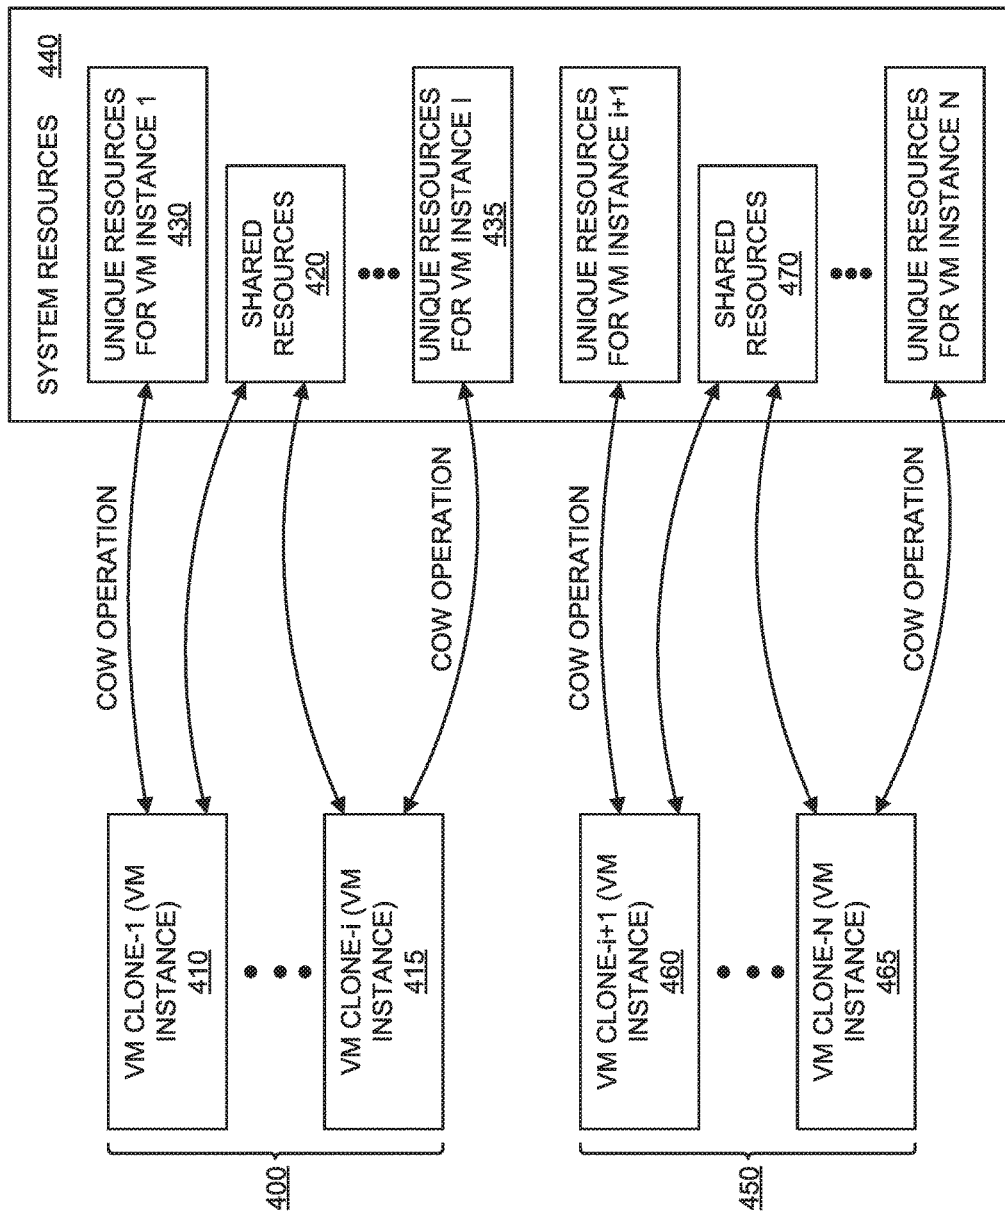 SYSTEM RESOURCES 440
UNIQUE RESOURCES
FOR VM INSTANCE 1
430
SHARED
RESOURCES
420
UNIQUE RESOURCES
FOR VM INSTANCE I
435
UNIQUE RESOURCES
FOR VM INSTANCE i+1
SHARED
RESOURCES
470
UNIQUE RESOURCES
FOR VM INSTANCE N
COW OPERATION
COW OPERATION
COW OPERATION
COW OPERATION
VM CLONE-1 (VM
INSTANCE)
410
VM CLONE-i (VM
INSTANCE)
415
VM CLONE-i+1 (VM
INSTANCE)
460
VM CLONE-N (VM
INSTANCE)
465
400
450